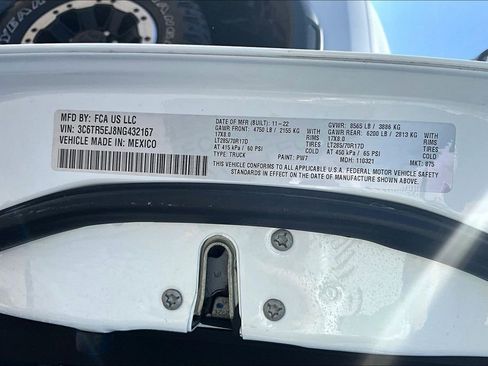 MFD BY: FCA US LLC
VIN: 3C6TR5EJ8NG432167
VEHICLE MADE IN: MEXICO
DATE OF MFR (BUILT): 11-22
GAWR FRONT: 4750 LB / 2155 KG
17X8.0 RIMS
LT285/70R17D TIRES
AT 415 kPa / 60 PSI COLD
TYPE: TRUCK PAINT: PW7
GVWR: 8565 LB / 3886 KG
GAWR REAR: 6200 LB / 2813 KG
17X8.0 RIMS
LT285/70R17D TIRES
AT 450 kPa / 65 PSI COLD
MDH: 110321 MKT: 875
THIS VEHICLE CONFORMS TO ALL APPLICABLE U.S.A. FEDERAL MOTOR VEHICLE SAFETY
STANDARDS IN EFFECT ON THE DATE OF MANUFACTURE SHOWN ABOVE.